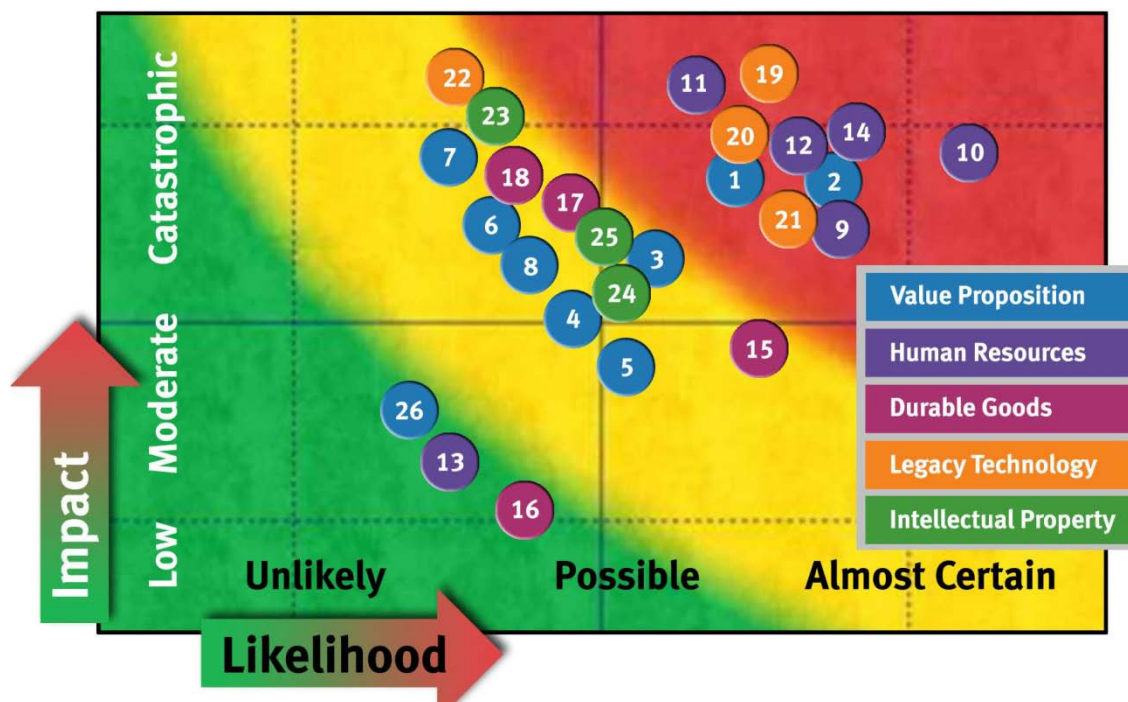 Catastrophic
Moderate
Low
Impact
22
19
11
23
20
14
12
7
10
18
1
2
17
6
21
9
25
3
8
24
4
15
5
26
13
16
Value Proposition
Human Resources
Durable Goods
Legacy Technology
Intellectual Property
Unlikely
Possible
Almost Certain
Likelihood